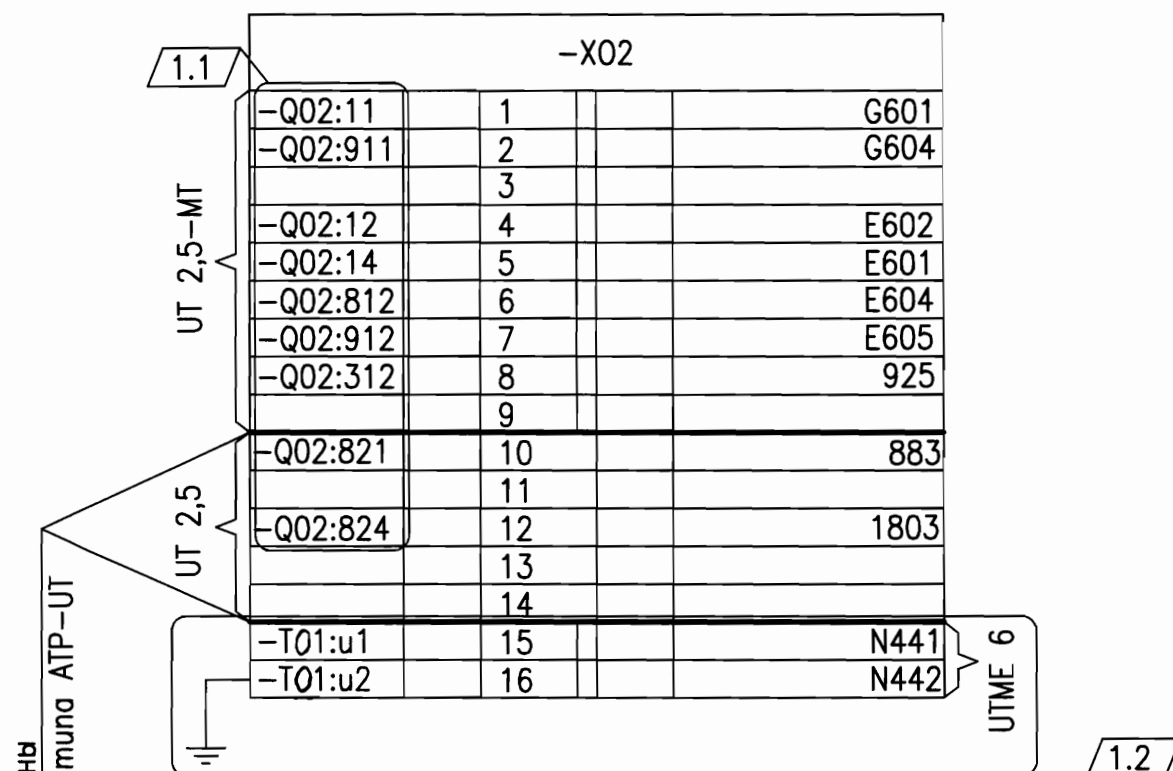 -X02
1.1
-Q02:11 1 G601
-Q02:911 2 G604
3
-Q02:12 4 E602
-Q02:14 5 E601
-Q02:812 6 E604
-Q02:912 7 E605
-Q02:312 8 925
9
UT 2,5-MT
-Q02:821 10 883
11
-Q02:824 12 1803
13
14
UT 2,5
-T01:u1 15 N441
-T01:u2 16 N442
UTME 6
типа ATP-UT
1.2